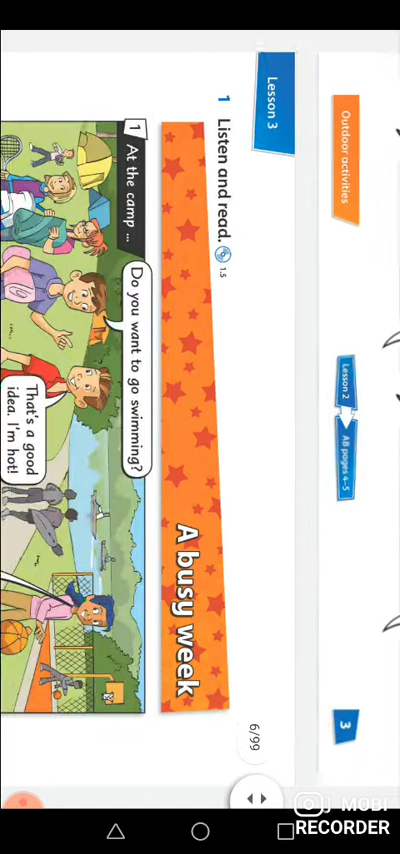 Outdoor activities
Lesson 2
AB pages 4–5
3
Lesson 3
1 Listen and read. 1.5
A busy week
1 At the camp ...
Do you want to go swimming?
That's a good
idea. I'm hot!
6/99
MOBI
RECORDER